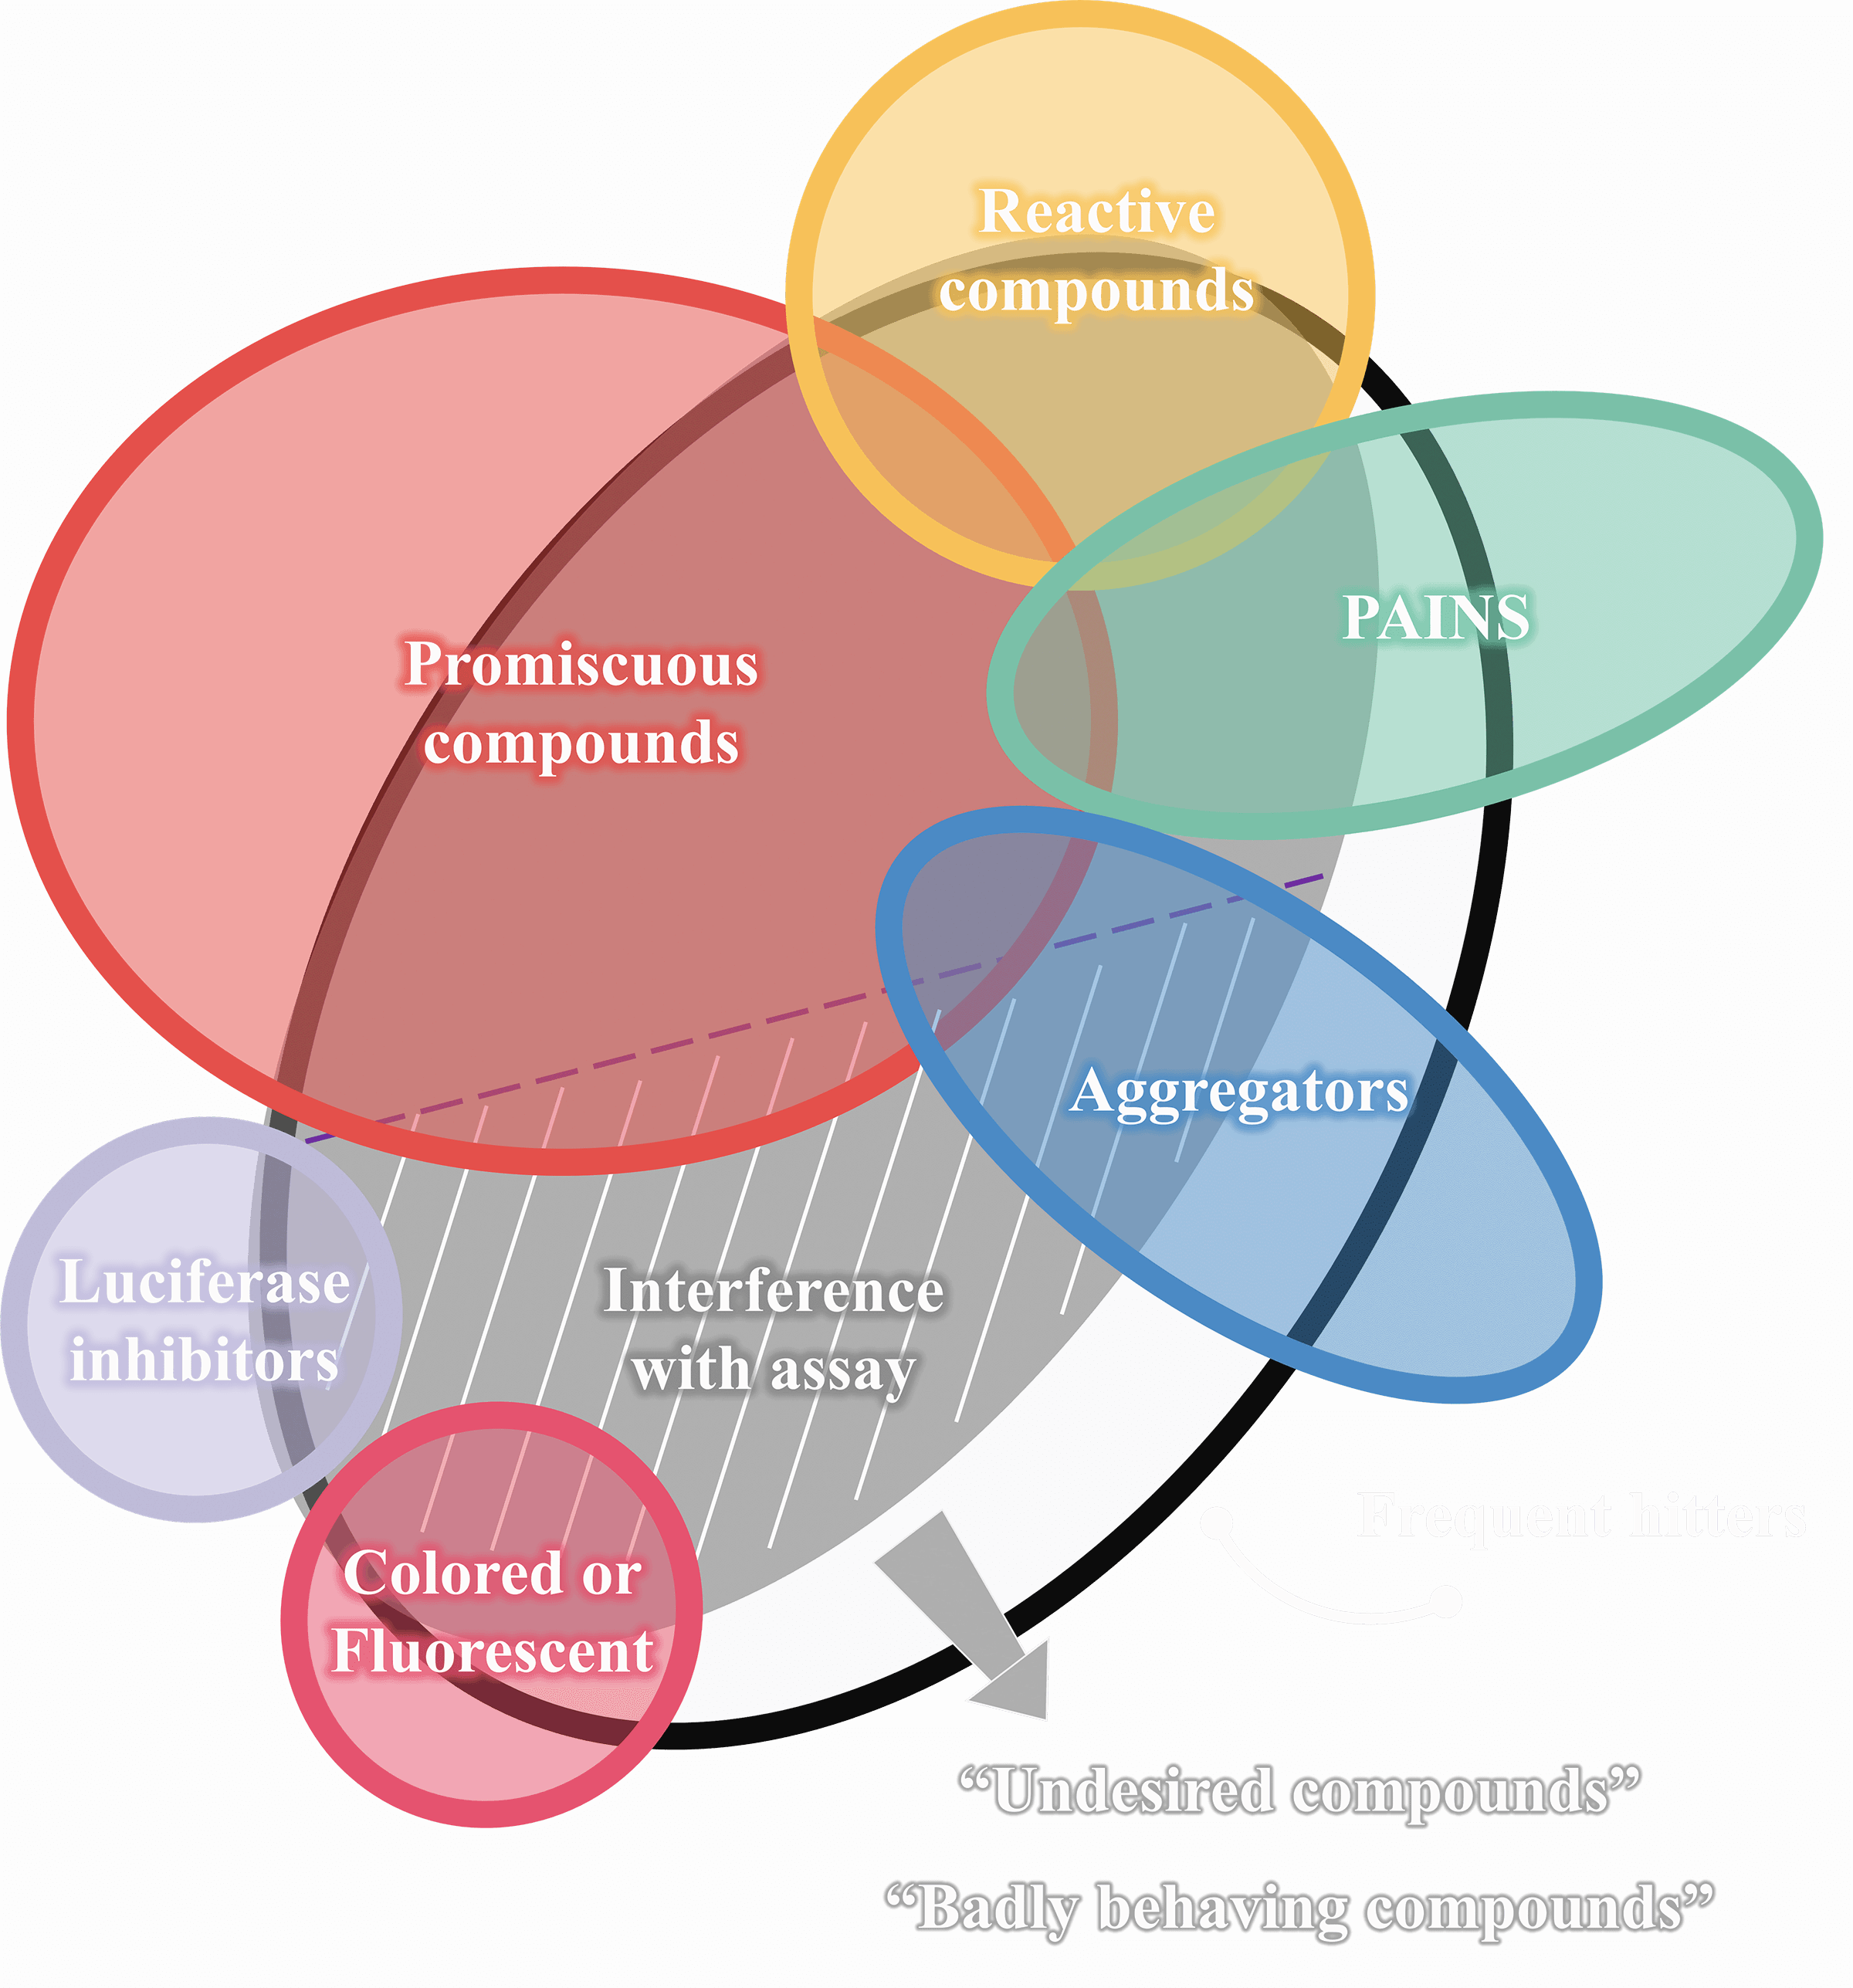 Reactive
compounds
PAINS
Promiscuous
compounds
Aggregators
Luciferase
inhibitors
Interference
with assay
Frequent hitters
Colored or
Fluorescent
“Undesired compounds”
“Badly behaving compounds”